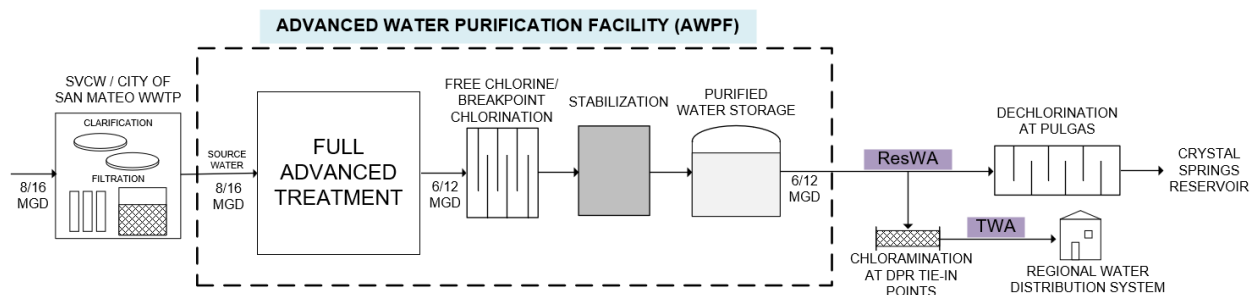 ADVANCED WATER PURIFICATION FACILITY (AWPF)
SVCW / CITY OF
SAN MATEO WWTP
CLARIFICATION
FILTRATION
8/16
MGD
SOURCE
WATER
8/16
MGD
FULL
ADVANCED
TREATMENT
6/12
MGD
FREE CHLORINE/
BREAKPOINT
CHLORINATION
STABILIZATION
PURIFIED
WATER STORAGE
6/12
MGD
ResWA
DECHLORINATION
AT PULGAS
CRYSTAL
SPRINGS
RESERVOIR
CHLORAMINATION
AT DPR TIE-IN
POINTS
TWA
REGIONAL WATER
DISTRIBUTION SYSTEM